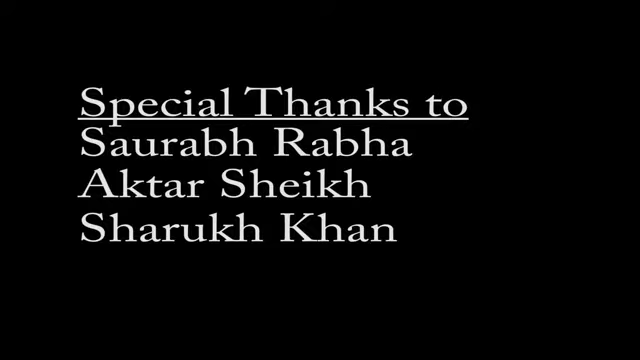 Special Thanks to
Saurabh Rabha
Aktar Sheikh
Sharukh Khan